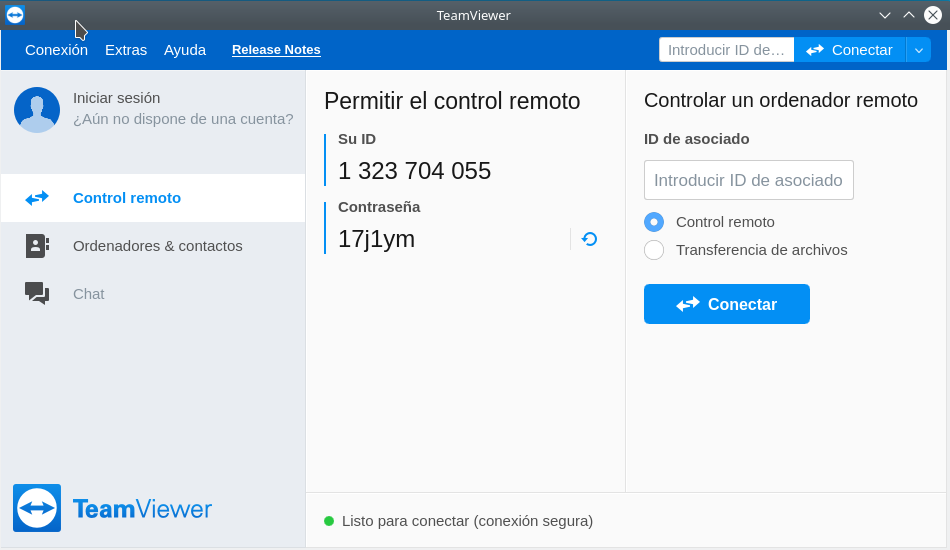 TeamViewer
Conexión Extras Ayuda Release Notes
Introducir ID de… Conectar
Iniciar sesión
¿Aún no dispone de una cuenta?
Control remoto
Ordenadores & contactos
Chat
TeamViewer
Permitir el control remoto
Su ID
1 323 704 055
Contraseña
17j1ym
Controlar un ordenador remoto
ID de asociado
Introducir ID de asociado
Control remoto
Transferencia de archivos
Conectar
Listo para conectar (conexión segura)